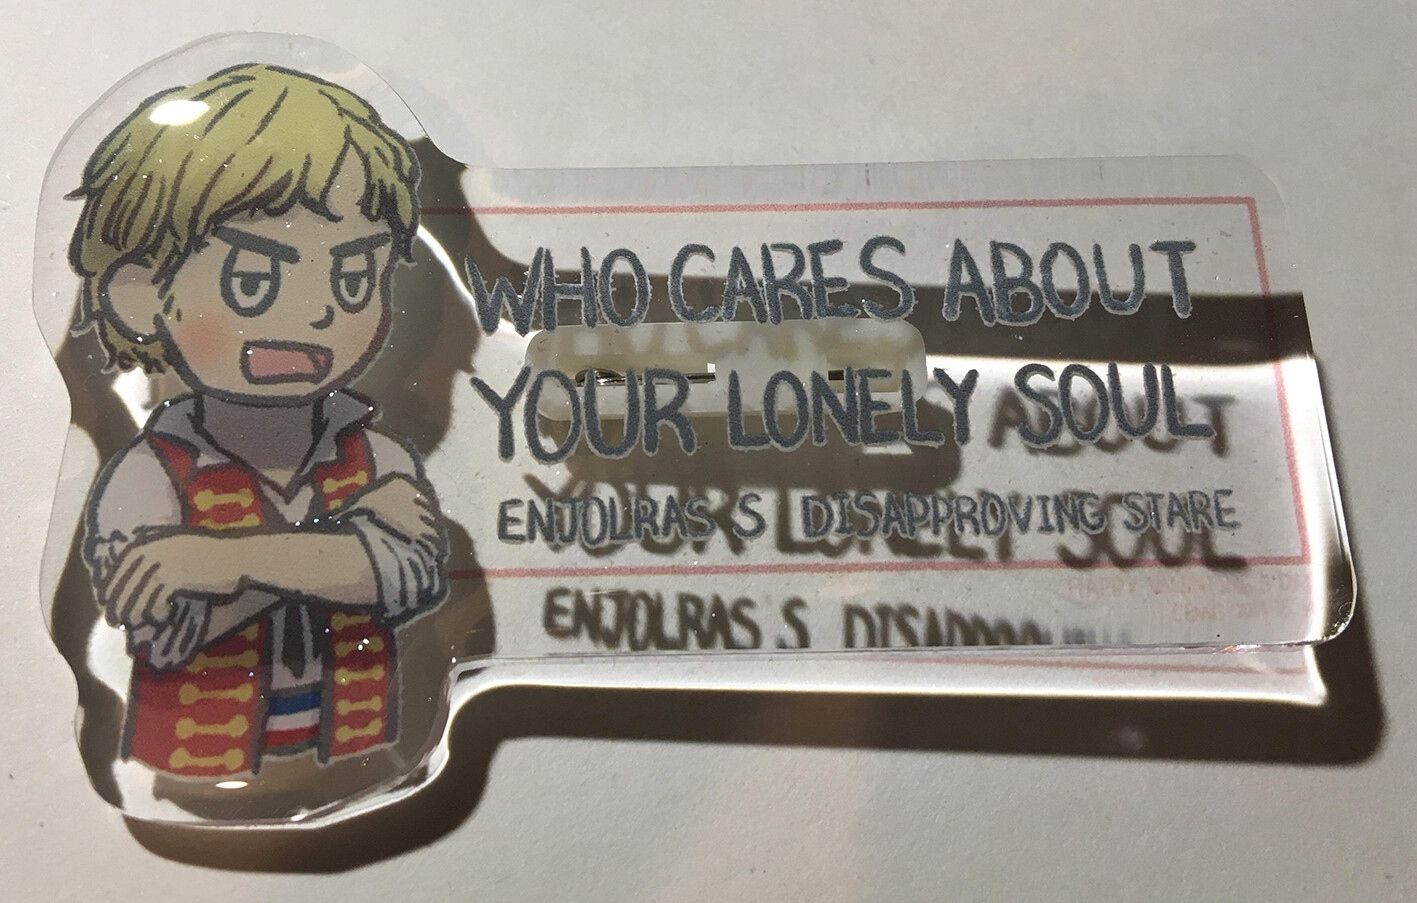 WHO CARES ABOUT
YOUR LONELY SOUL
ENJOLRAS S DISAPPROVING STARE